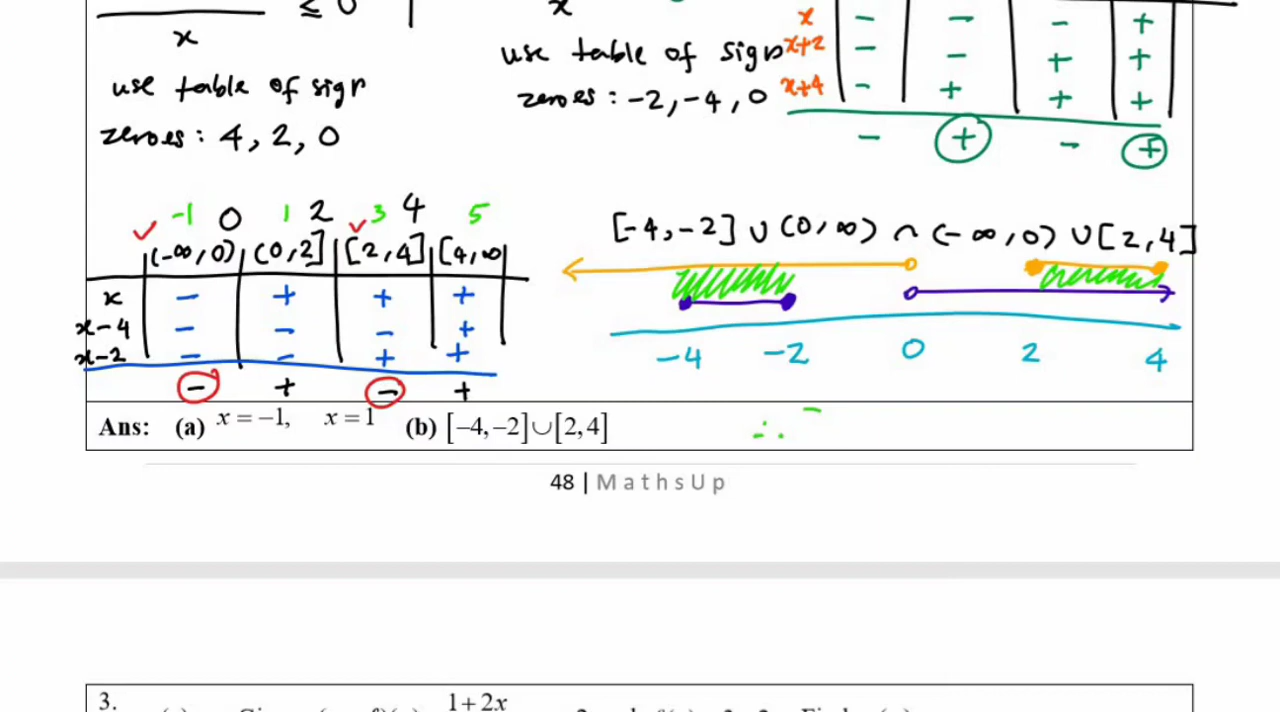 ≤ 0
x
use table of sign
zeroes: 4, 2, 0
x
use table of sign
zeroes: -2, -4, 0
x - - - +
x+2 - - + +
x+4 - + + +
- + - +
-1 0 1 2 3 4 5
(-∞, 0) (0, 2] [2, 4] [4, ∞
x - + + +
x-4 - - - +
x-2 - - + +
- + - +
[-4, -2] ∪ (0, ∞) ∩ (-∞, 0) ∪ [2, 4]
-4 -2 0 2 4
Ans: (a) x = −1, x = 1 (b) [−4,−2]∪[2,4]
∴
48 | MathsUp
3.
1+2x